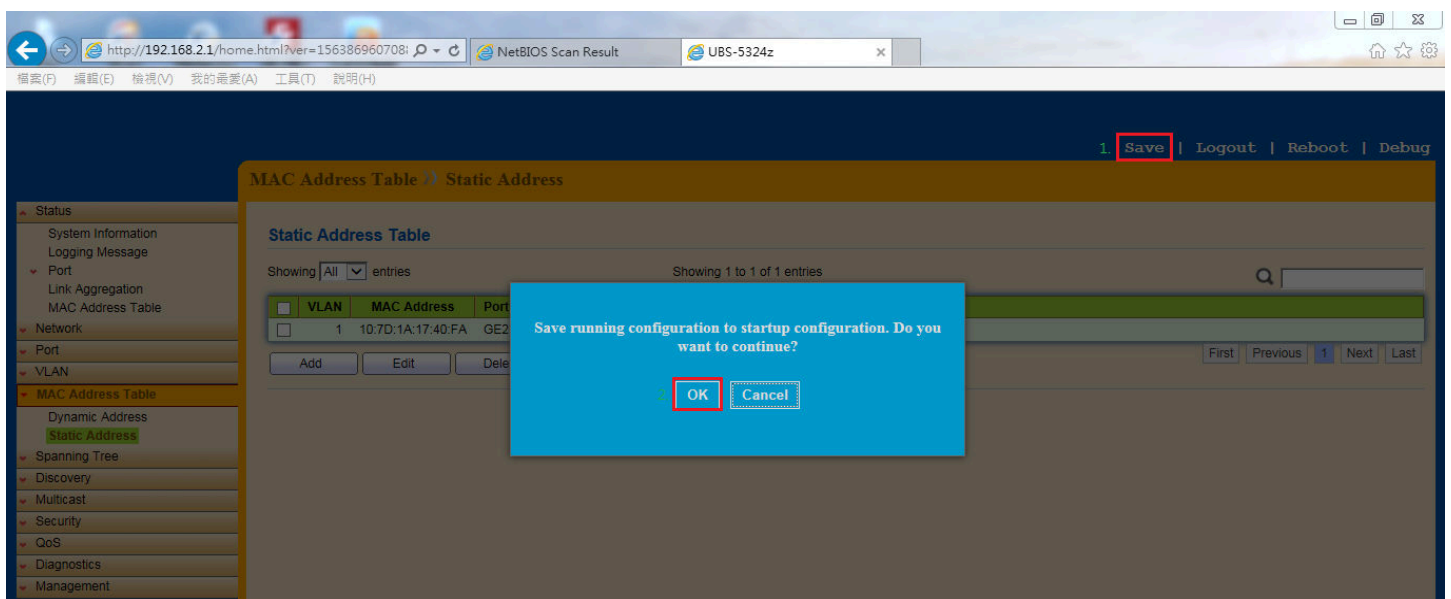 http://192.168.2.1/home.html?ver=156386960708
NetBIOS Scan Result
UBS-5324z
檔案(F) 編輯(E) 檢視(V) 我的最愛(A) 工具(T) 說明(H)
1. Save | Logout | Reboot | Debug
MAC Address Table 》 Static Address
Status
System Information
Logging Message
Port
Link Aggregation
MAC Address Table
Network
Port
VLAN
MAC Address Table
Dynamic Address
Static Address
Spanning Tree
Discovery
Multicast
Security
QoS
Diagnostics
Management
Static Address Table
Showing All entries
Showing 1 to 1 of 1 entries
VLAN MAC Address Port
1 10:7D:1A:17:40:FA GE2
Add Edit Dele
First Previous 1 Next Last
Save running configuration to startup configuration. Do you
want to continue?
2. OK Cancel